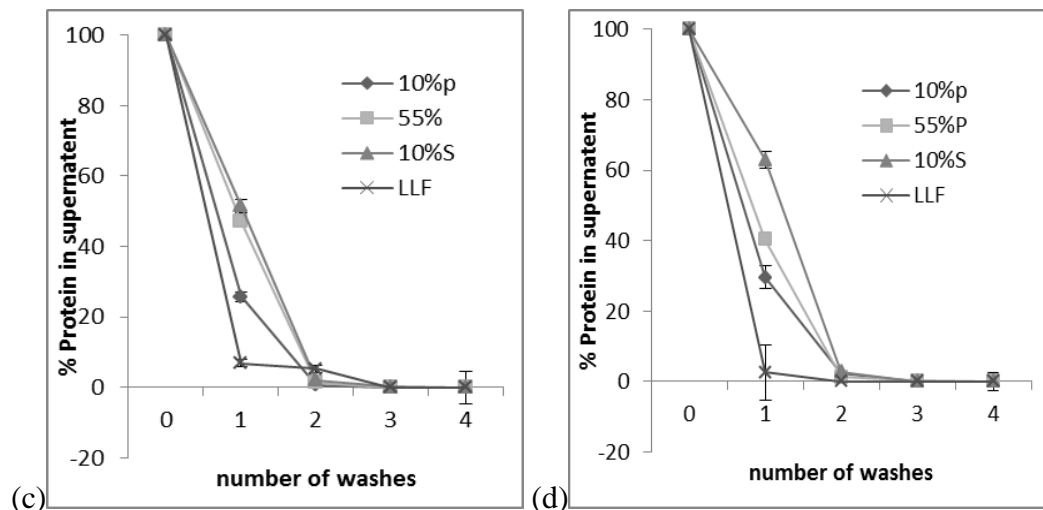 % Protein in supernatent
100
80
60
40
20
0
-20
0 1 2 3 4
number of washes
10%p
55%
10%S
LLF
(c)
% Protein in supernatent
100
80
60
40
20
0
-20
0 1 2 3 4
number of washes
10%p
55%P
10%S
LLF
(d)